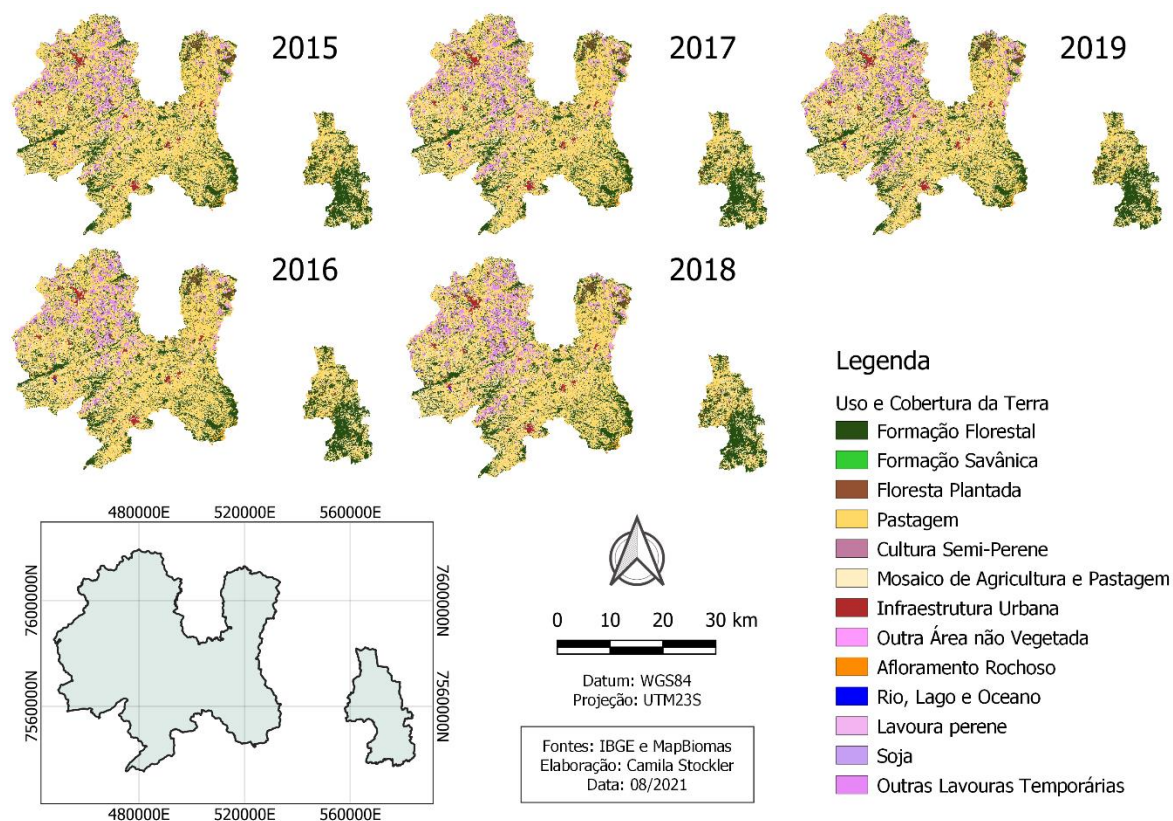 2015
2017
2019
2016
2018
Legenda
Uso e Cobertura da Terra
Formação Florestal
Formação Savânica
Floresta Plantada
Pastagem
Cultura Semi-Perene
Mosaico de Agricultura e Pastagem
Infraestrutura Urbana
Outra Área não Vegetada
Afloramento Rochoso
Rio, Lago e Oceano
Lavoura perene
Soja
Outras Lavouras Temporárias
480000E 520000E 560000E
7600000N 7600000N
7560000N 7560000N
480000E 520000E 560000E
0 10 20 30 km
Datum: WGS84
Projeção: UTM23S
Fontes: IBGE e MapBiomas
Elaboração: Camila Stockler
Data: 08/2021